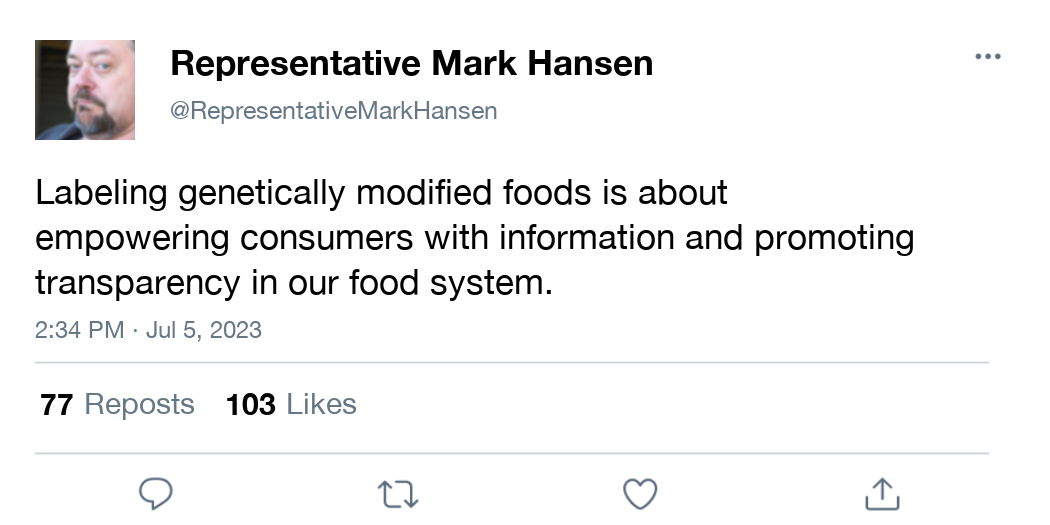 Representative Mark Hansen
@RepresentativeMarkHansen
Labeling genetically modified foods is about
empowering consumers with information and promoting
transparency in our food system.
2:34 PM · Jul 5, 2023
77 Reposts 103 Likes